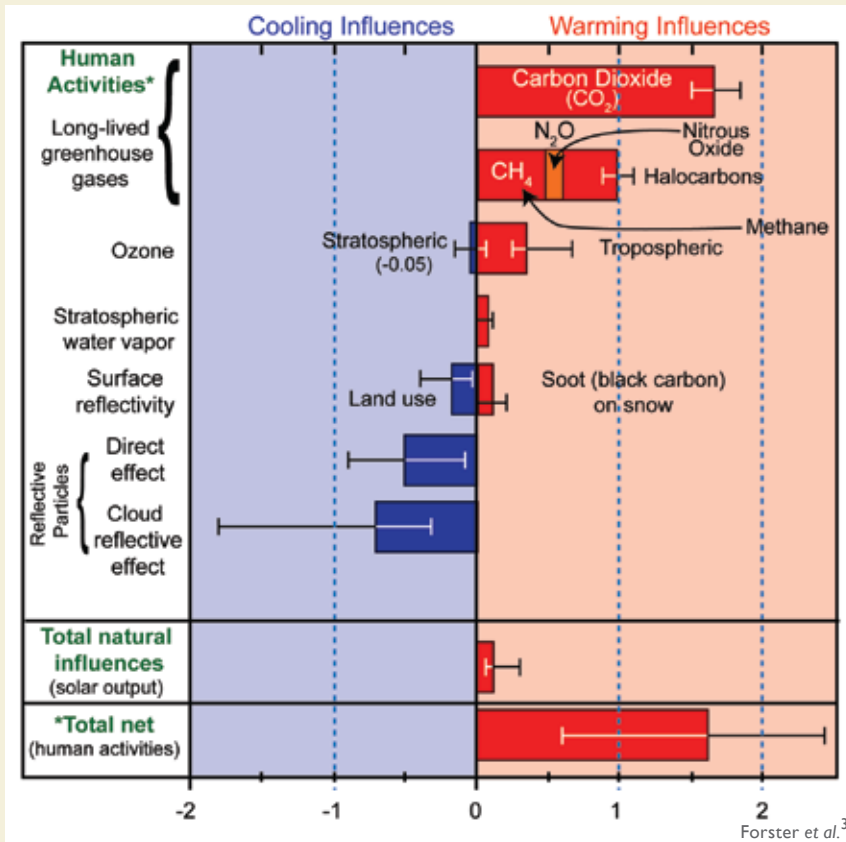 Cooling Influences
Warming Influences
Human
Activities*
Long-lived
greenhouse
gases
Carbon Dioxide
(CO₂)
N₂O
Nitrous
Oxide
CH₄
Halocarbons
Methane
Ozone
Stratospheric
(-0.05)
Tropospheric
Stratospheric
water vapor
Surface
reflectivity
Land use
Soot (black carbon)
on snow
Reflective
Particles
Direct
effect
Cloud
reflective
effect
Total natural
influences
(solar output)
*Total net
(human activities)
-2 -1 0 1 2
Forster et al.³